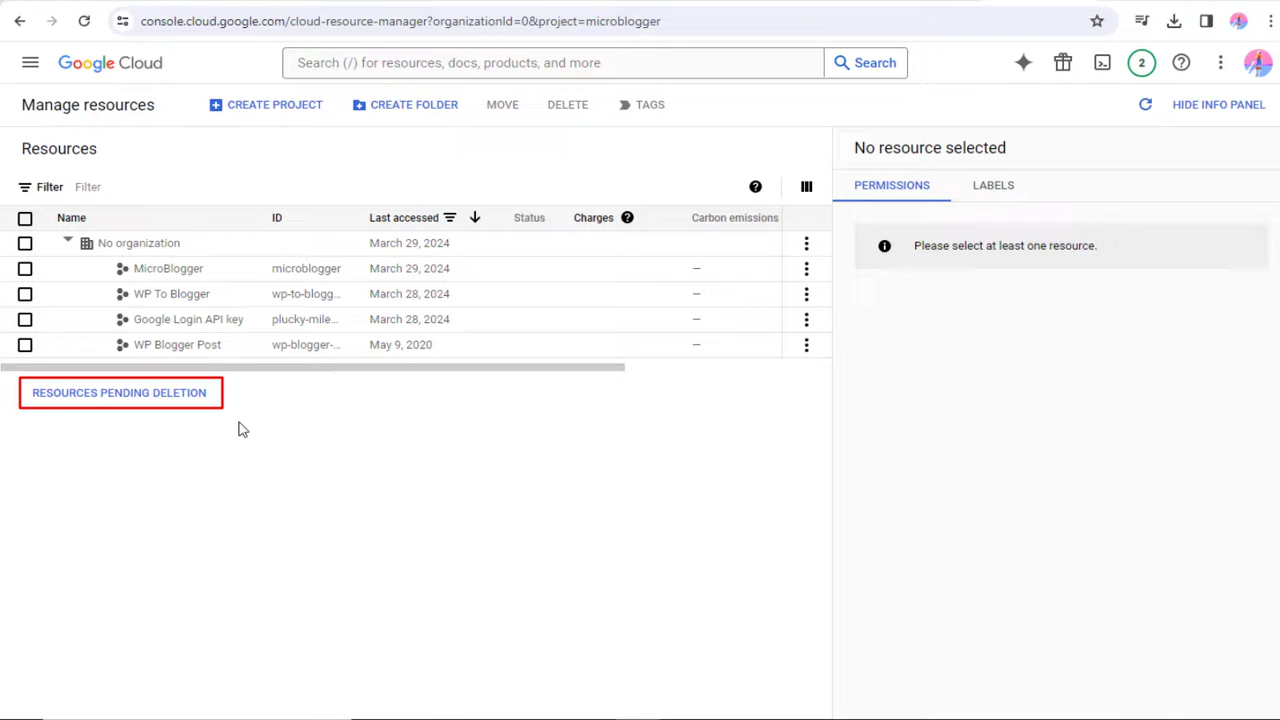 console.cloud.google.com/cloud-resource-manager?organizationId=0&project=microblogger
Google Cloud
Search (/) for resources, docs, products, and more
Search
2
Manage resources
CREATE PROJECT
CREATE FOLDER
MOVE
DELETE
TAGS
HIDE INFO PANEL
Resources
No resource selected
Filter Filter
PERMISSIONS
LABELS
Name ID Last accessed Status Charges Carbon emissions
No organization March 29, 2024
Please select at least one resource.
MicroBlogger microblogger March 29, 2024 —
WP To Blogger wp-to-blogg... March 28, 2024 —
Google Login API key plucky-mile... March 28, 2024 —
WP Blogger Post wp-blogger-... May 9, 2020 —
RESOURCES PENDING DELETION